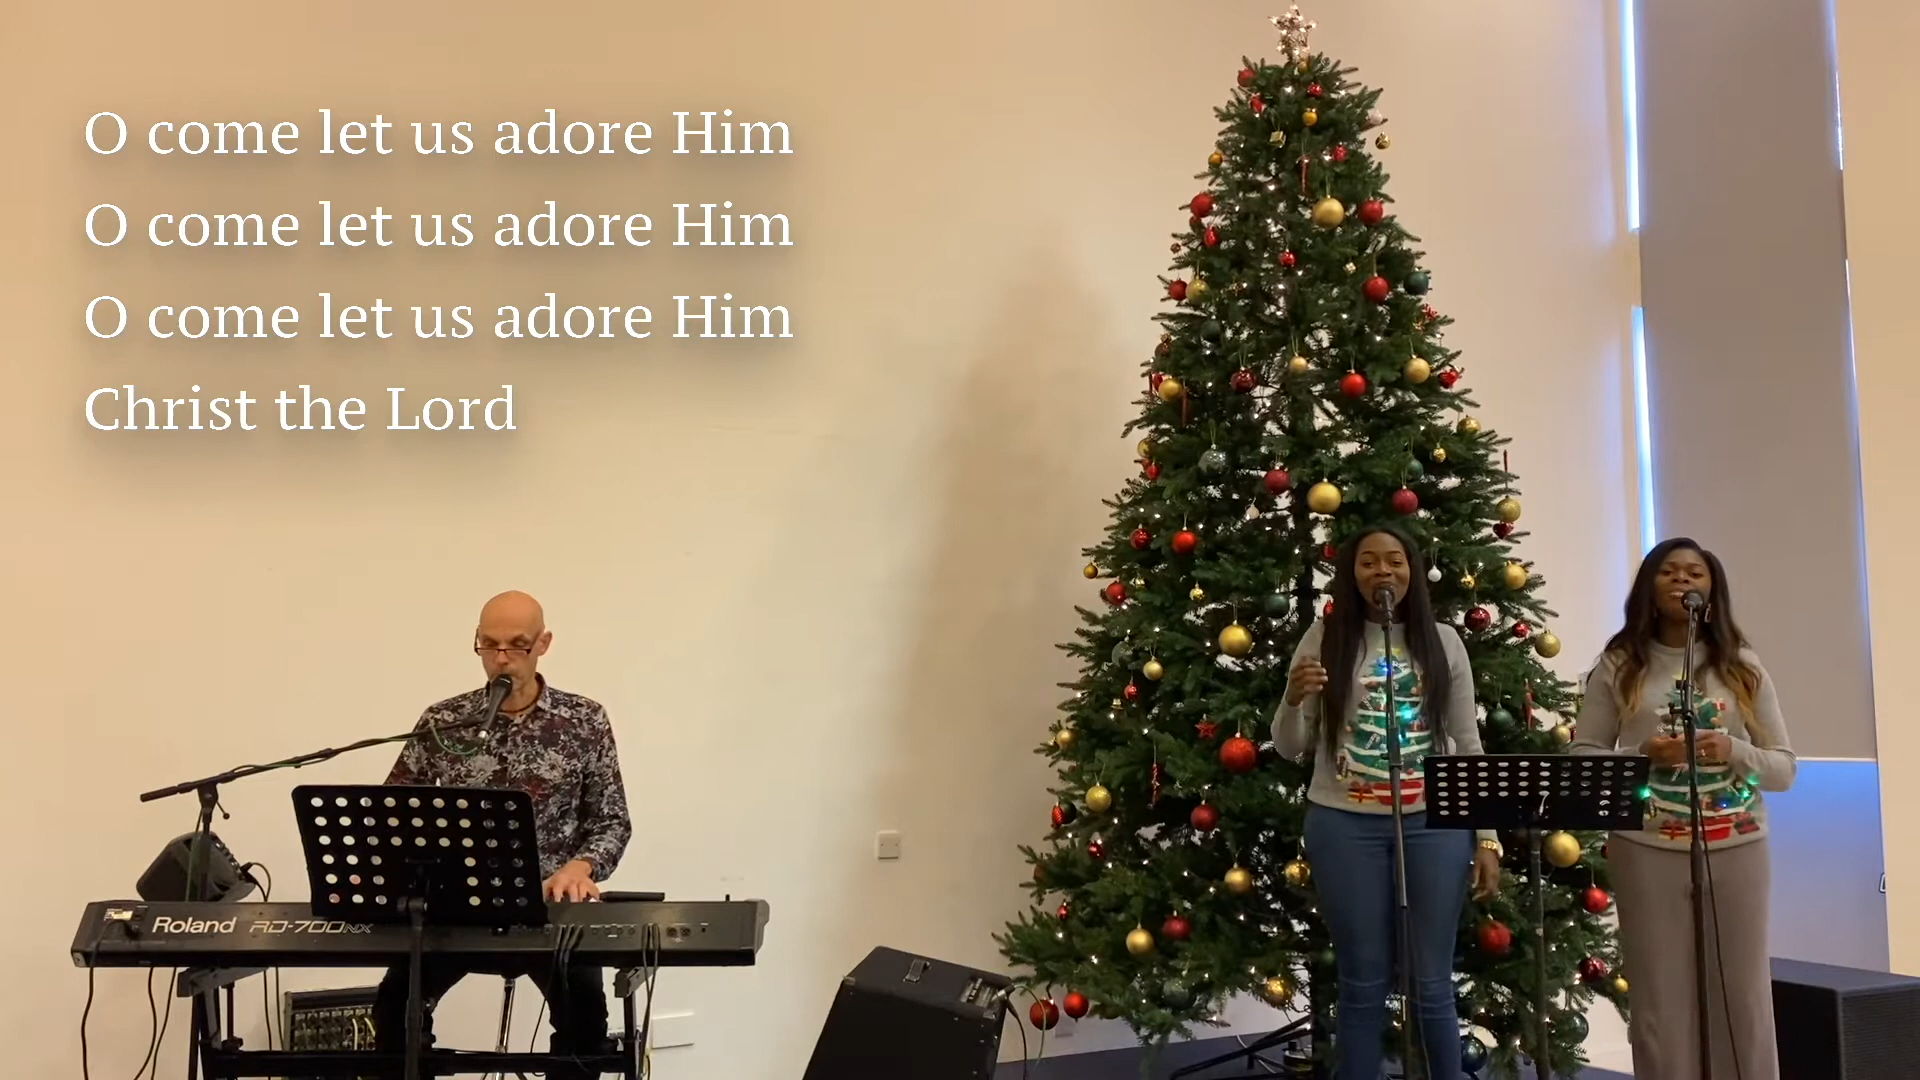 O come let us adore Him
O come let us adore Him
O come let us adore Him
Christ the Lord
Roland RD-700NX